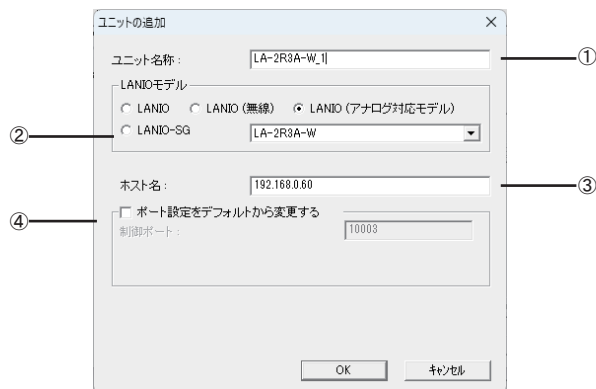 ユニットの追加
ユニット名称： LA-2R3A-W_1 ①
LANIOモデル
LANIO LANIO（無線） LANIO（アナログ対応モデル）
② LANIO-SG LA-2R3A-W
ホスト名： 192.168.0.60 ③
④ ポート設定をデフォルトから変更する
制御ポート： 10003
OK キャンセル